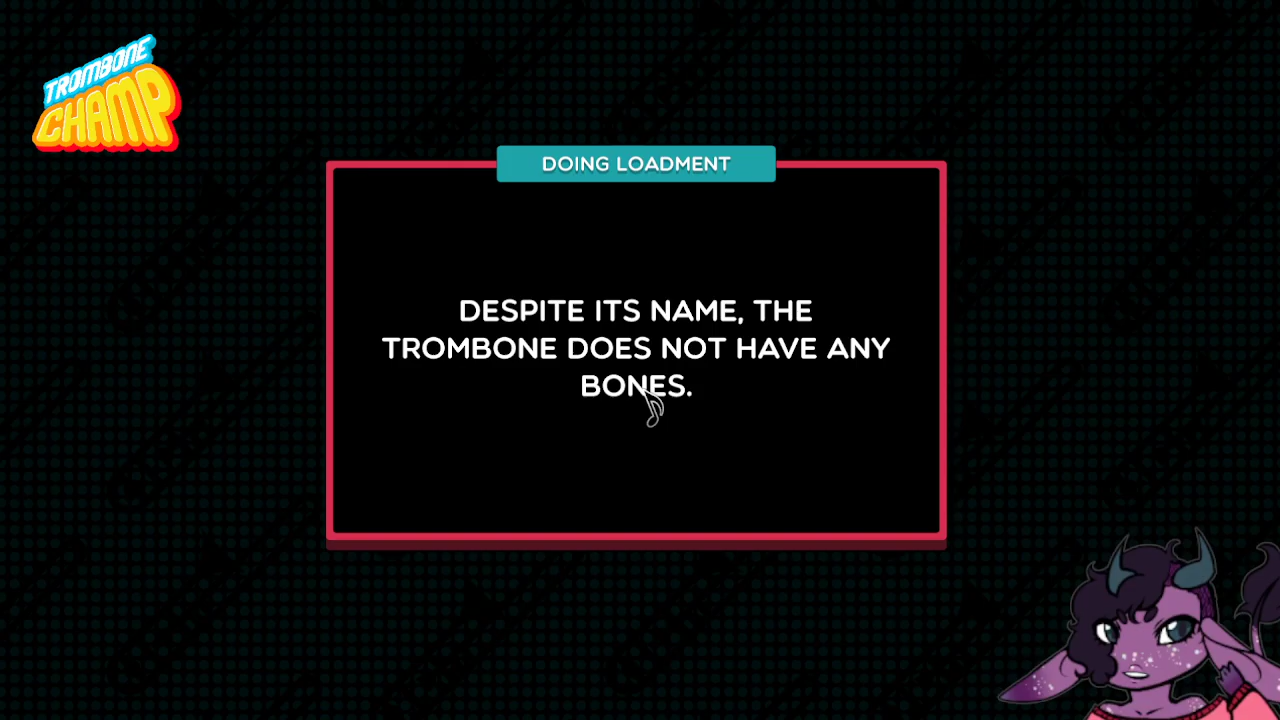 TROMBONE
CHAMP
DOING LOADMENT
DESPITE ITS NAME, THE
TROMBONE DOES NOT HAVE ANY
BONES.